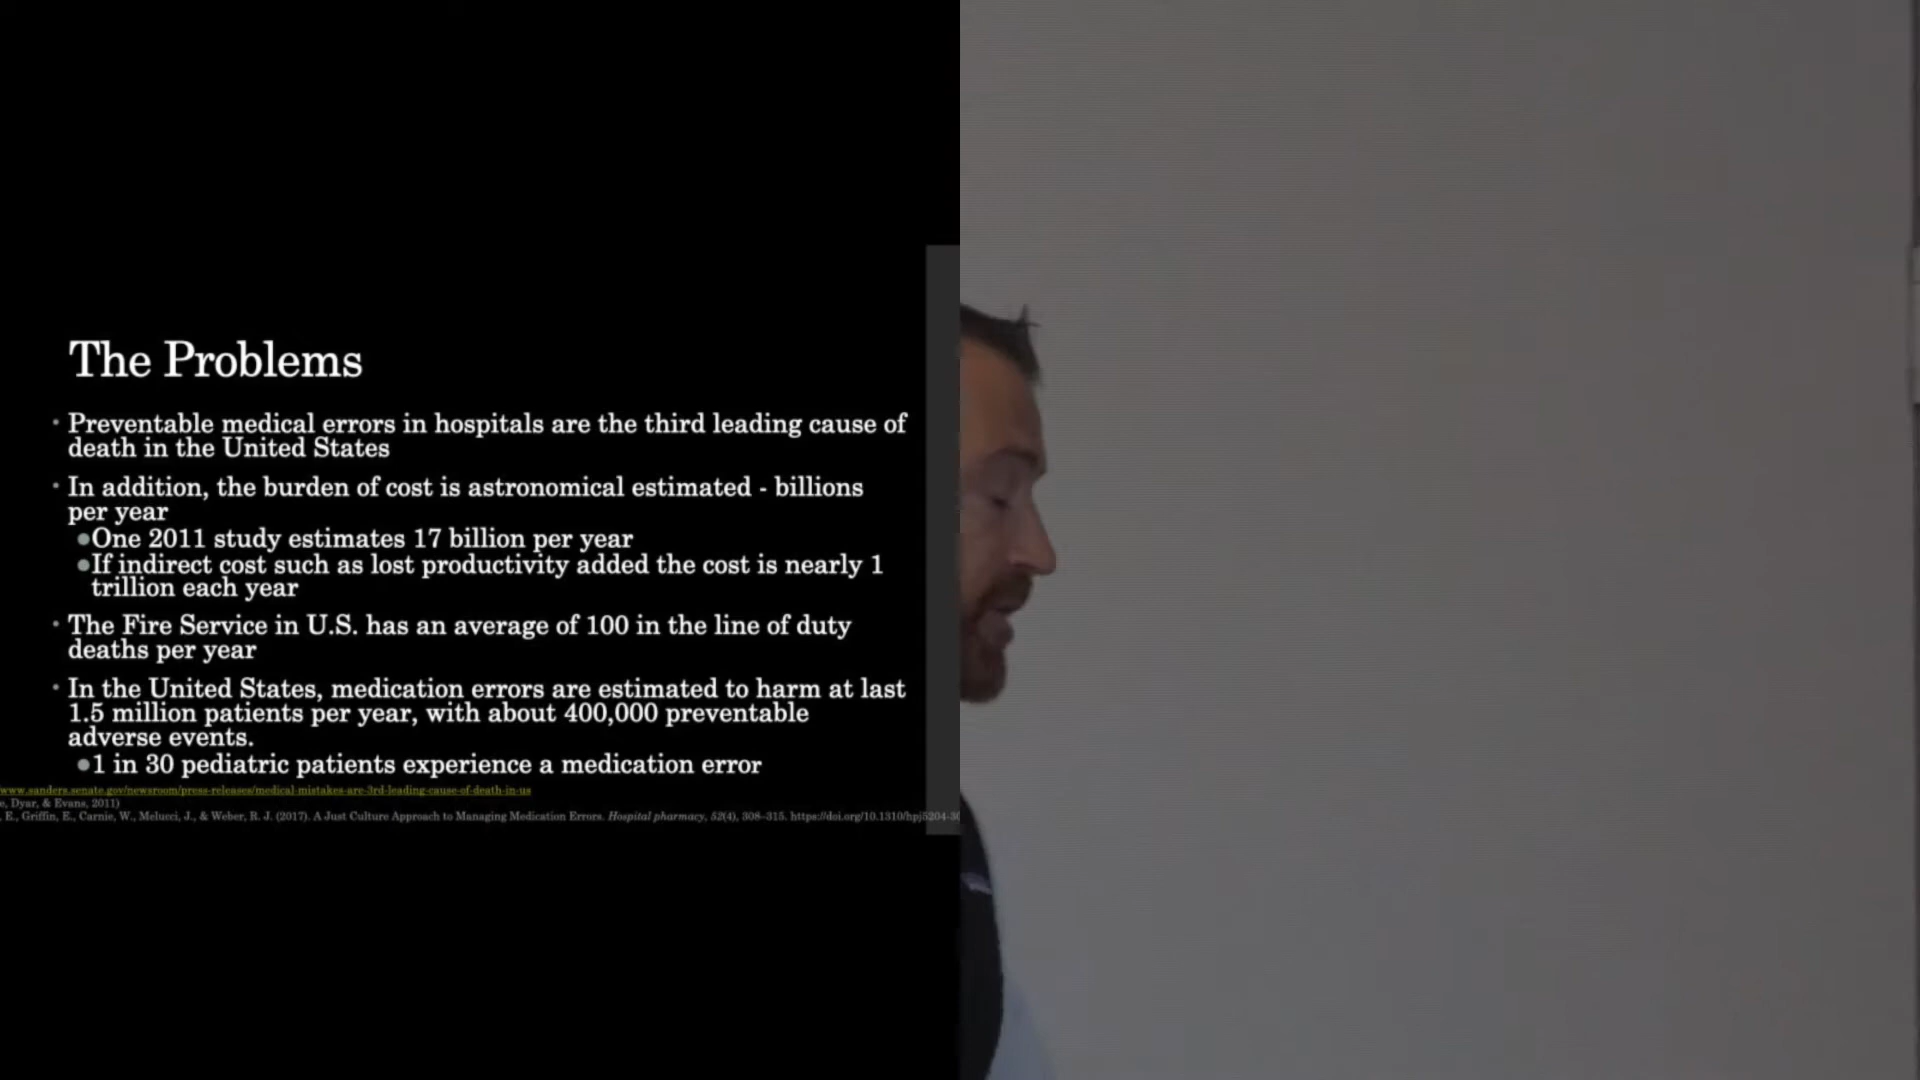 The Problems
• Preventable medical errors in hospitals are the third leading cause of
death in the United States
• In addition, the burden of cost is astronomical estimated - billions
per year
●One 2011 study estimates 17 billion per year
●If indirect cost such as lost productivity added the cost is nearly 1
trillion each year
• The Fire Service in U.S. has an average of 100 in the line of duty
deaths per year
• In the United States, medication errors are estimated to harm at last
1.5 million patients per year, with about 400,000 preventable
adverse events.
●1 in 30 pediatric patients experience a medication error
www.sanders.senate.gov/newsroom/press-releases/medical-mistakes-are-3rd-leading-cause-of-death-in-us
e, Dyar, & Evans, 2011)
, E., Griffin, E., Carnie, W., Melucci, J., & Weber, R. J. (2017). A Just Culture Approach to Managing Medication Errors. Hospital pharmacy, 52(4), 308–315. https://doi.org/10.1310/hpj5204-30